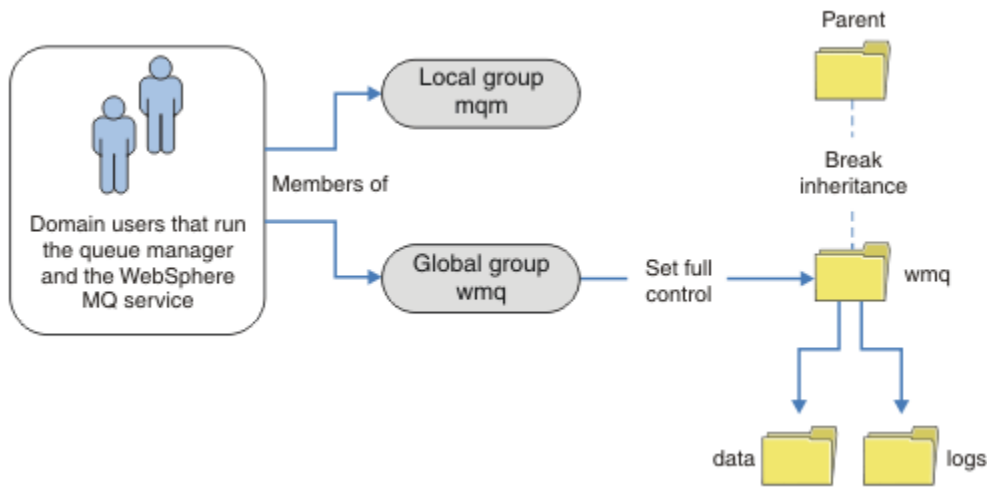 Parent
Local group
mqm
Break
inheritance
Members of
Domain users that run
the queue manager
and the WebSphere
MQ service
Global group
wmq
Set full
control
wmq
data
logs